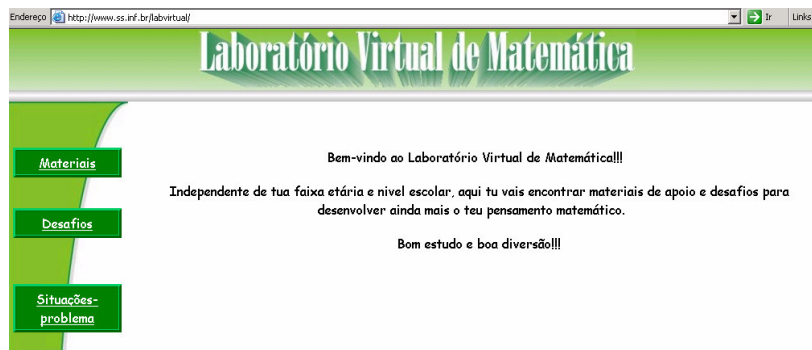 Endereço http://www.ss.inf.br/labvirtual/ Ir Links
Laboratório Virtual de Matemática
Materiais
Desafios
Situações-
problema
Bem-vindo ao Laboratório Virtual de Matemática!!!
Independente de tua faixa etária e nivel escolar, aqui tu vais encontrar materiais de apoio e desafios para
desenvolver ainda mais o teu pensamento matemático.
Bom estudo e boa diversão!!!